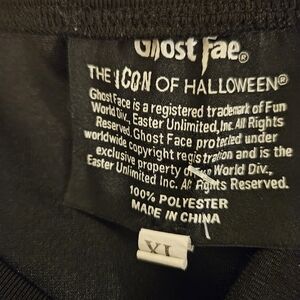 Ghost Face®
THE ICON OF HALLOWEEN®
Ghost Face is a registered trademark of Fun
World Div., Easter Unlimited, Inc. All Rights
Reserved. Ghost Face protected under
worldwide copyright registration and is the
exclusive property of Fun World Div.,
Easter Unlimited Inc. All Rights Reserved.
100% POLYESTER
MADE IN CHINA
XL